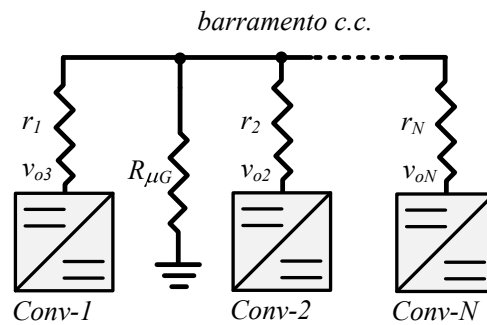 barramento c.c.
r1
r2
rN
vo3
RμG
vo2
voN
Conv-1
Conv-2
Conv-N